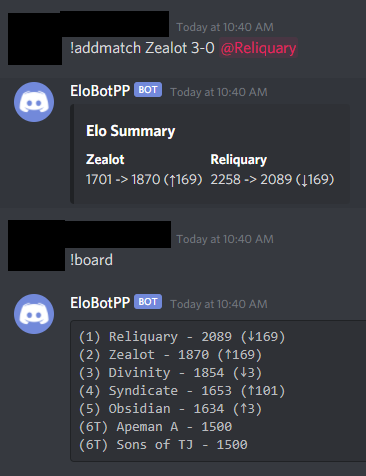 Today at 10:40 AM
!addmatch Zealot 3-0 @Reliquary
EloBotPP BOT Today at 10:40 AM
Elo Summary
Zealot Reliquary
1701 -> 1870 (↑169) 2258 -> 2089 (↓169)
Today at 10:40 AM
!board
EloBotPP BOT Today at 10:40 AM
(1) Reliquary - 2089 (↓169)
(2) Zealot - 1870 (↑169)
(3) Divinity - 1854 (↓3)
(4) Syndicate - 1653 (↑101)
(5) Obsidian - 1634 (↑3)
(6T) Apeman A - 1500
(6T) Sons of TJ - 1500